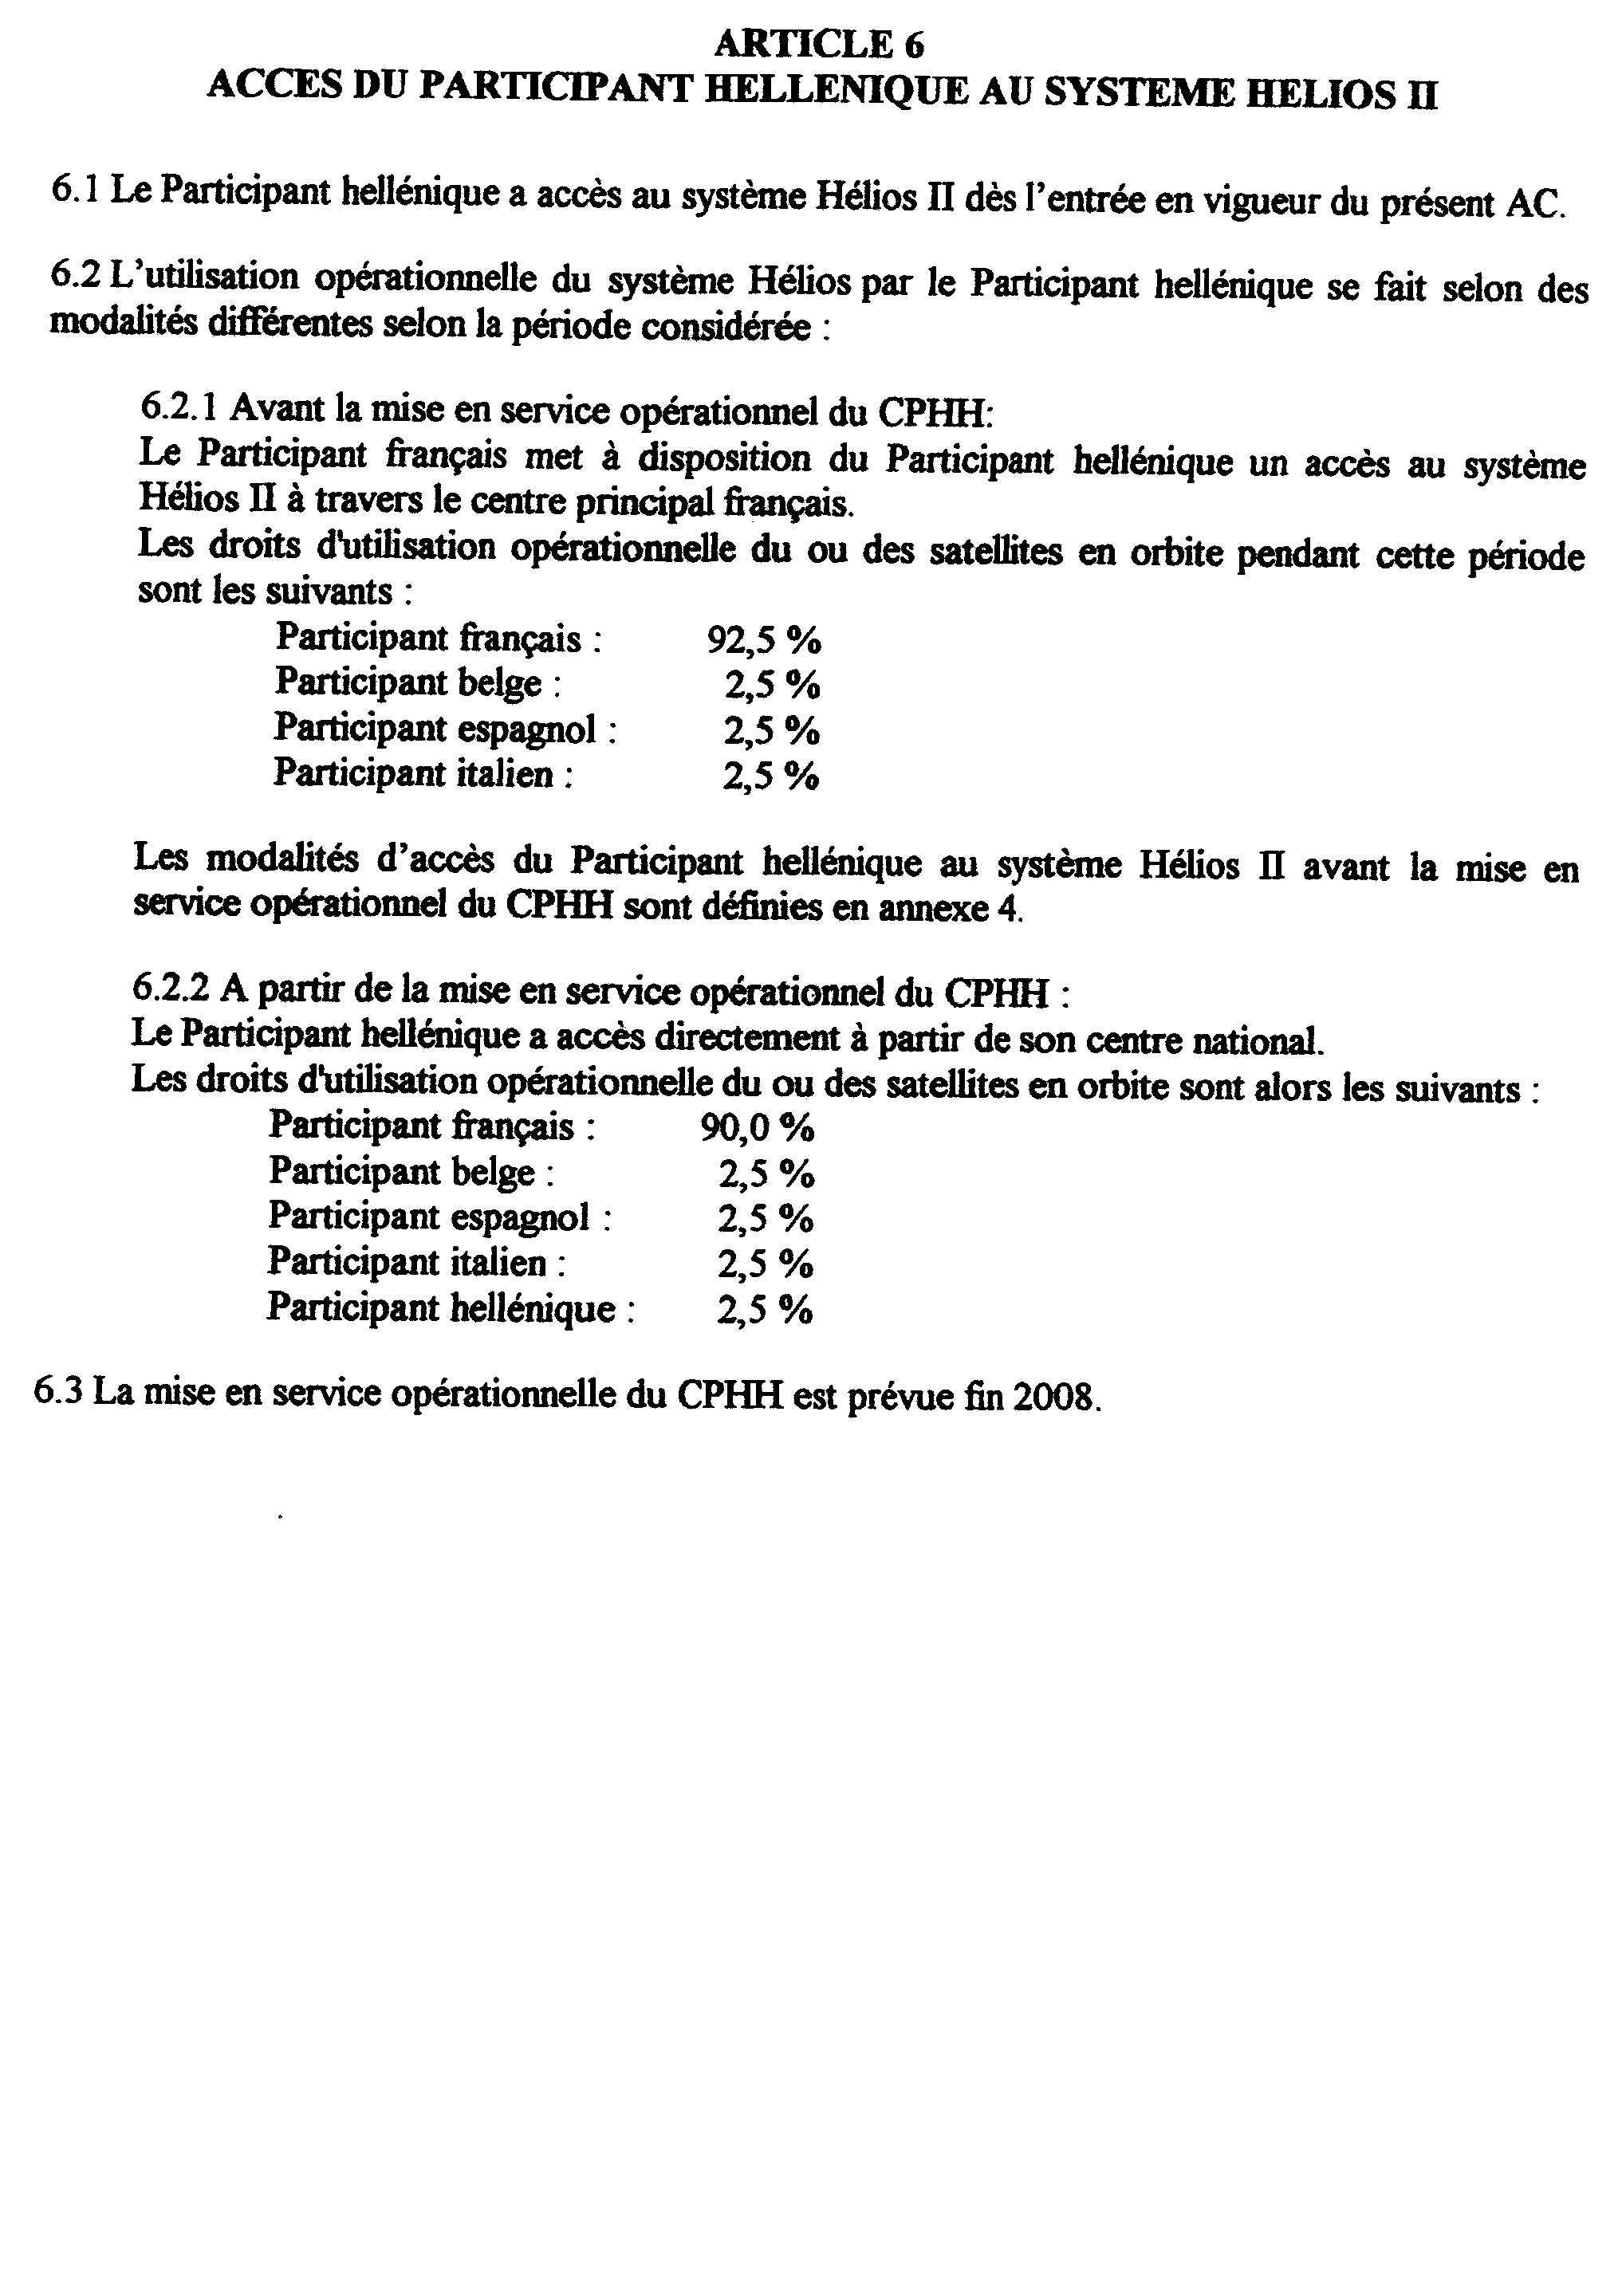 ARTICLE 6
ACCES DU PARTICIPANT HELLENIQUE AU SYSTEME HELIOS II
6.1 Le Participant hellénique a accès au système Hélios II dès l'entrée en vigueur du présent AC.
6.2 L'utilisation opérationnelle du système Hélios par le Participant hellénique se fait selon des
modalités différentes selon la période considérée :
6.2.1 Avant la mise en service opérationnel du CPHH:
Le Participant français met à disposition du Participant hellénique un accès au système
Hélios II à travers le centre principal français.
Les droits d'utilisation opérationnelle du ou des satellites en orbite pendant cette période
sont les suivants :
Participant français : 92,5 %
Participant belge : 2,5 %
Participant espagnol : 2,5 %
Participant italien : 2,5 %
Les modalités d'accès du Participant hellénique au système Hélios II avant la mise en
service opérationnel du CPHH sont définies en annexe 4.
6.2.2 A partir de la mise en service opérationnel du CPHH :
Le Participant hellénique a accès directement à partir de son centre national.
Les droits d'utilisation opérationnelle du ou des satellites en orbite sont alors les suivants :
Participant français : 90,0 %
Participant belge : 2,5 %
Participant espagnol : 2,5 %
Participant italien : 2,5 %
Participant hellénique : 2,5 %
6.3 La mise en service opérationnelle du CPHH est prévue fin 2008.